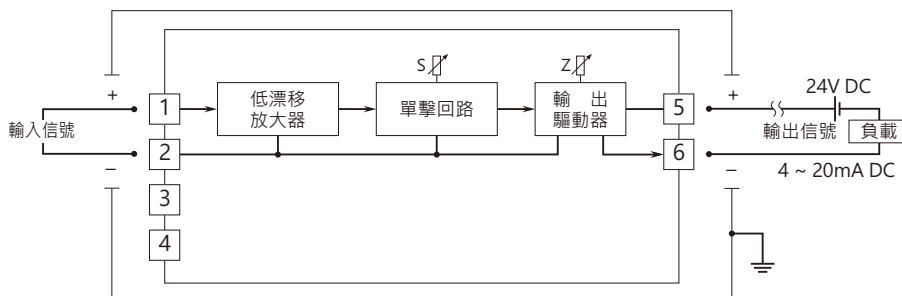 S
Z
24V DC
+
1
低漂移
放大器
單擊回路
輸 出
驅動器
5
+
輸入信號
輸出信號
負載
2
6
−
−
4 ~ 20mA DC
3
4